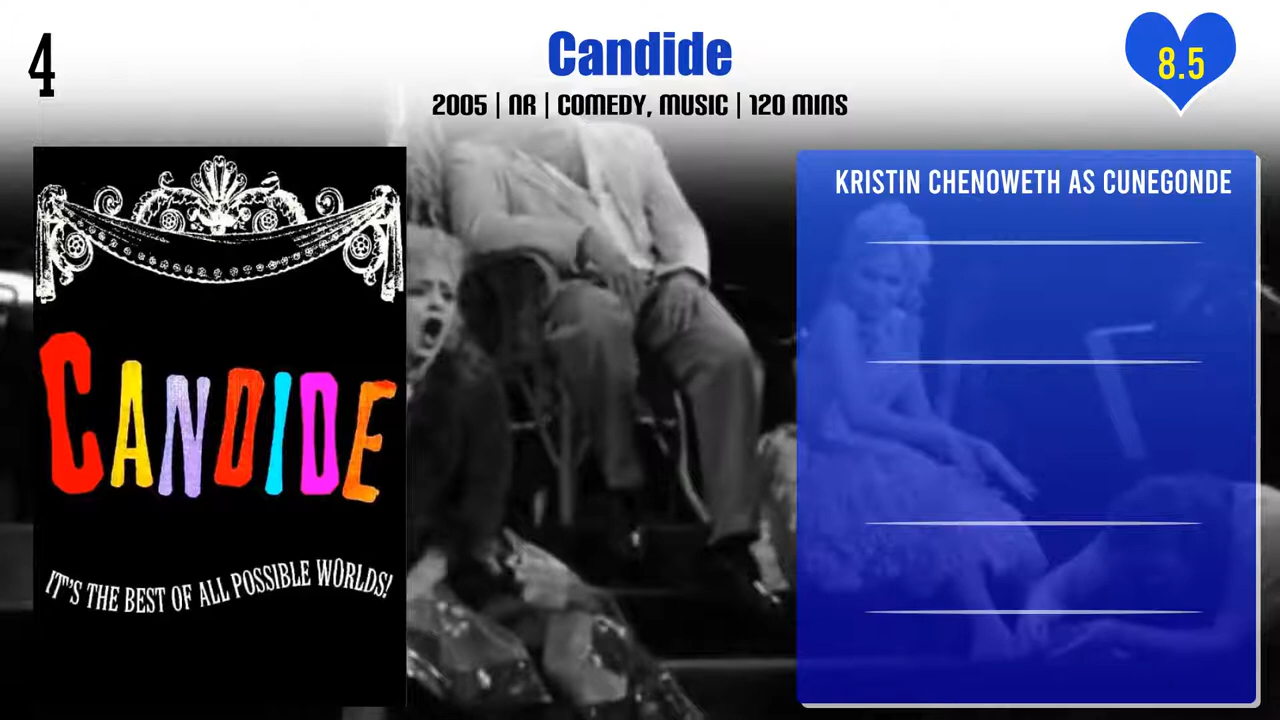 4
Candide
2005 | NR | COMEDY, MUSIC | 120 MINS
8.5
CANDIDE
IT"S THE BEST OF ALL POSSIBLE WORLDS!
KRISTIN CHENOWETH AS CUNEGONDE